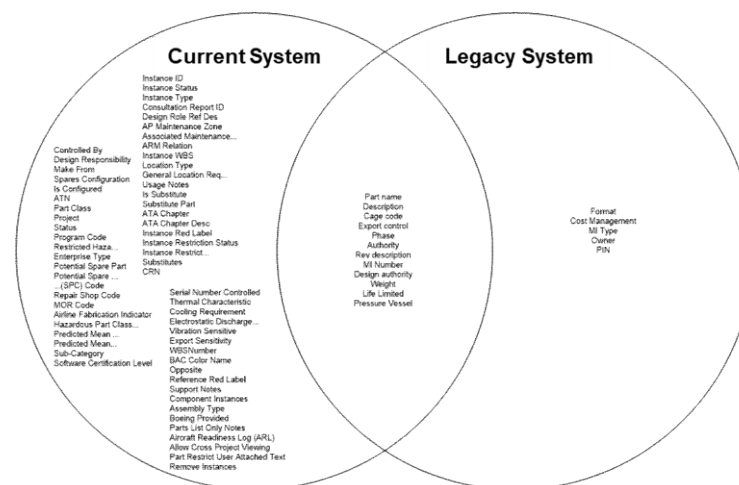 Current System
Legacy System
Instance ID
Instance Status
Instance Type
Consultation Report ID
Design Role Ref Des
AP Maintenance Zone
Associated Maintenance...
ARM Relation
Instance WBS
Location Type
General Location Req...
Usage Notes
Is Substitute
Substitute Part
ATA Chapter
ATA Chapter Desc
Instance Red Label
Instance Restriction Status
Instance Restrict...
Substitutes
CRN
Controlled By
Design Responsibility
Make From
Spares Configuration
Is Configured
ATN
Part Class
Project
Status
Program Code
Restricted Haza...
Enterprise Type
Potential Spare Part
Potential Spare ...
...(SPC) Code
Repair Shop Code
MOR Code
Airline Fabrication Indicator
Hazardous Part Class...
Predicted Mean ...
Predicted Mean...
Sub-Category
Software Certification Level
Serial Number Controlled
Thermal Characteristic
Cooling Requirement
Electrostatic Discharge...
Vibration Sensitive
Export Sensitivity
WBSNumber
BAC Color Name
Opposite
Reference Red Label
Support Notes
Component Instances
Assembly Type
Boeing Provided
Parts List Only Notes
Aircraft Readiness Log (ARL)
Allow Cross Project Viewing
Part Restrict User Attached Text
Remove Instances
Part name
Description
Cage code
Export control
Phase
Authority
Rev description
MI Number
Design authority
Weight
Life Limited
Pressure Vessel
Format
Cost Management
MI Type
Owner
PIN